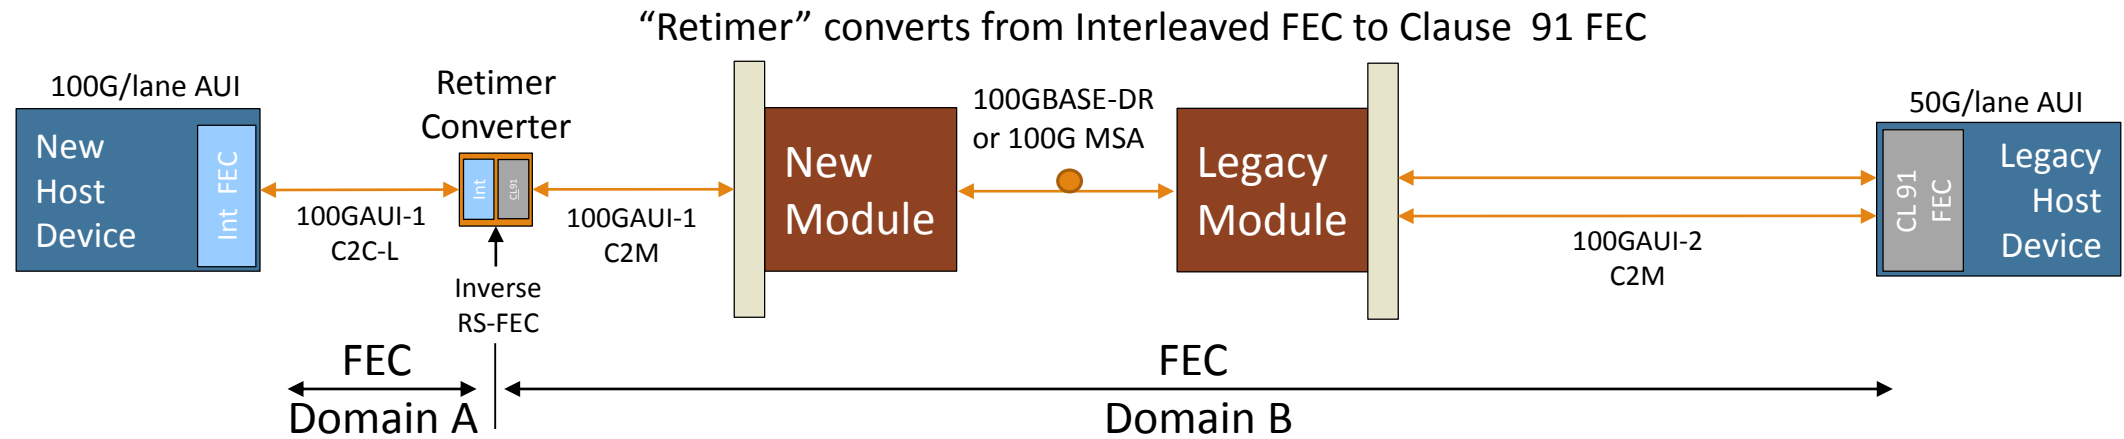 “Retimer” converts from Interleaved FEC to Clause 91 FEC
100G/lane AUI
New
Host
Device
Int FEC
100GAUI-1
C2C-L
Retimer
Converter
Int
CL91
Inverse
RS-FEC
100GAUI-1
C2M
New
Module
100GBASE-DR
or 100G MSA
Legacy
Module
100GAUI-2
C2M
50G/lane AUI
CL 91
FEC
Legacy
Host
Device
FEC
Domain A
FEC
Domain B